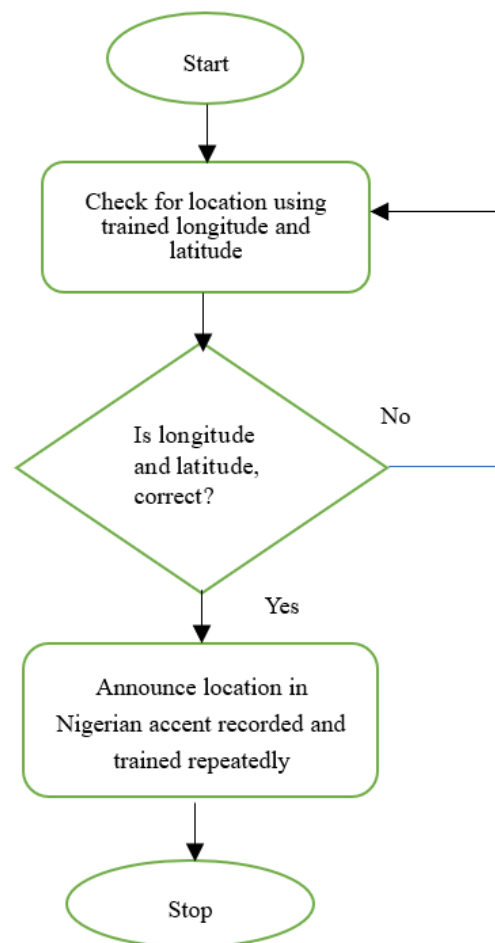 Start
Check for location using
trained longitude and
latitude
Is longitude
and latitude,
correct?
No
Yes
Announce location in
Nigerian accent recorded and
trained repeatedly
Stop